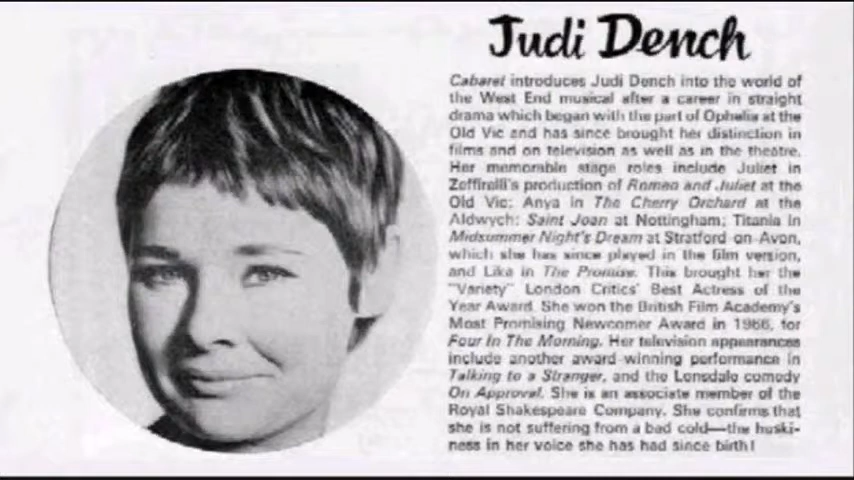 Judi Dench
Cabaret introduces Judi Dench into the world of
the West End musical after a career in straight
drama which began with the part of Ophelia at the
Old Vic and has since brought her distinction in
films and on television as well as in the theatre.
Her memorable stage roles include Juliet in
Zeffirelli's production of Romeo and Juliet at the
Old Vic; Anya in The Cherry Orchard at the
Aldwych; Saint Joan at Nottingham; Titania in
Midsummer Night's Dream at Stratford-on-Avon,
which she has since played in the film version,
and Lika in The Promise. This brought her the
"Variety" London Critics' Best Actress of the
Year Award. She won the British Film Academy's
Most Promising Newcomer Award in 1966, for
Four In The Morning. Her television appearances
include another award-winning performance in
Talking to a Stranger, and the Lonsdale comedy
On Approval. She is an associate member of the
Royal Shakespeare Company. She confirms that
she is not suffering from a bad cold—the huski-
ness in her voice she has had since birth!